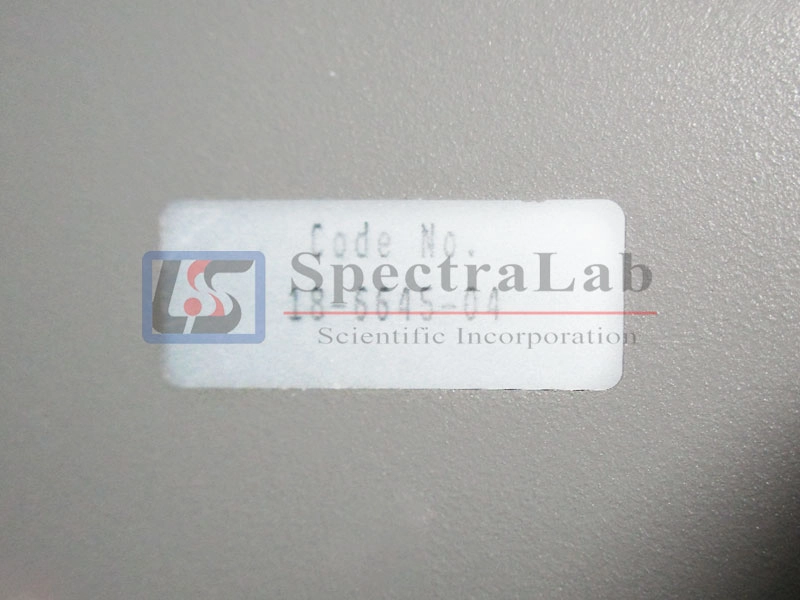 Code No.
SpectraLab
18-6645-04
Scientific Incorporation